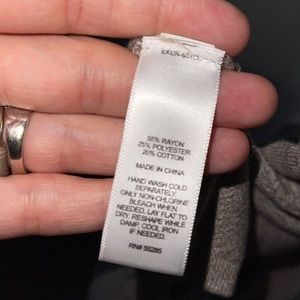 55% RAYON
25% POLYESTER
20% COTTON
MADE IN CHINA
HAND WASH COLD
SEPARATELY.
ONLY NON-CHLORINE
BLEACH WHEN
NEEDED. LAY FLAT TO
DRY. RESHAPE WHILE
DAMP. COOL IRON
IF NEEDED.
RN# 55285